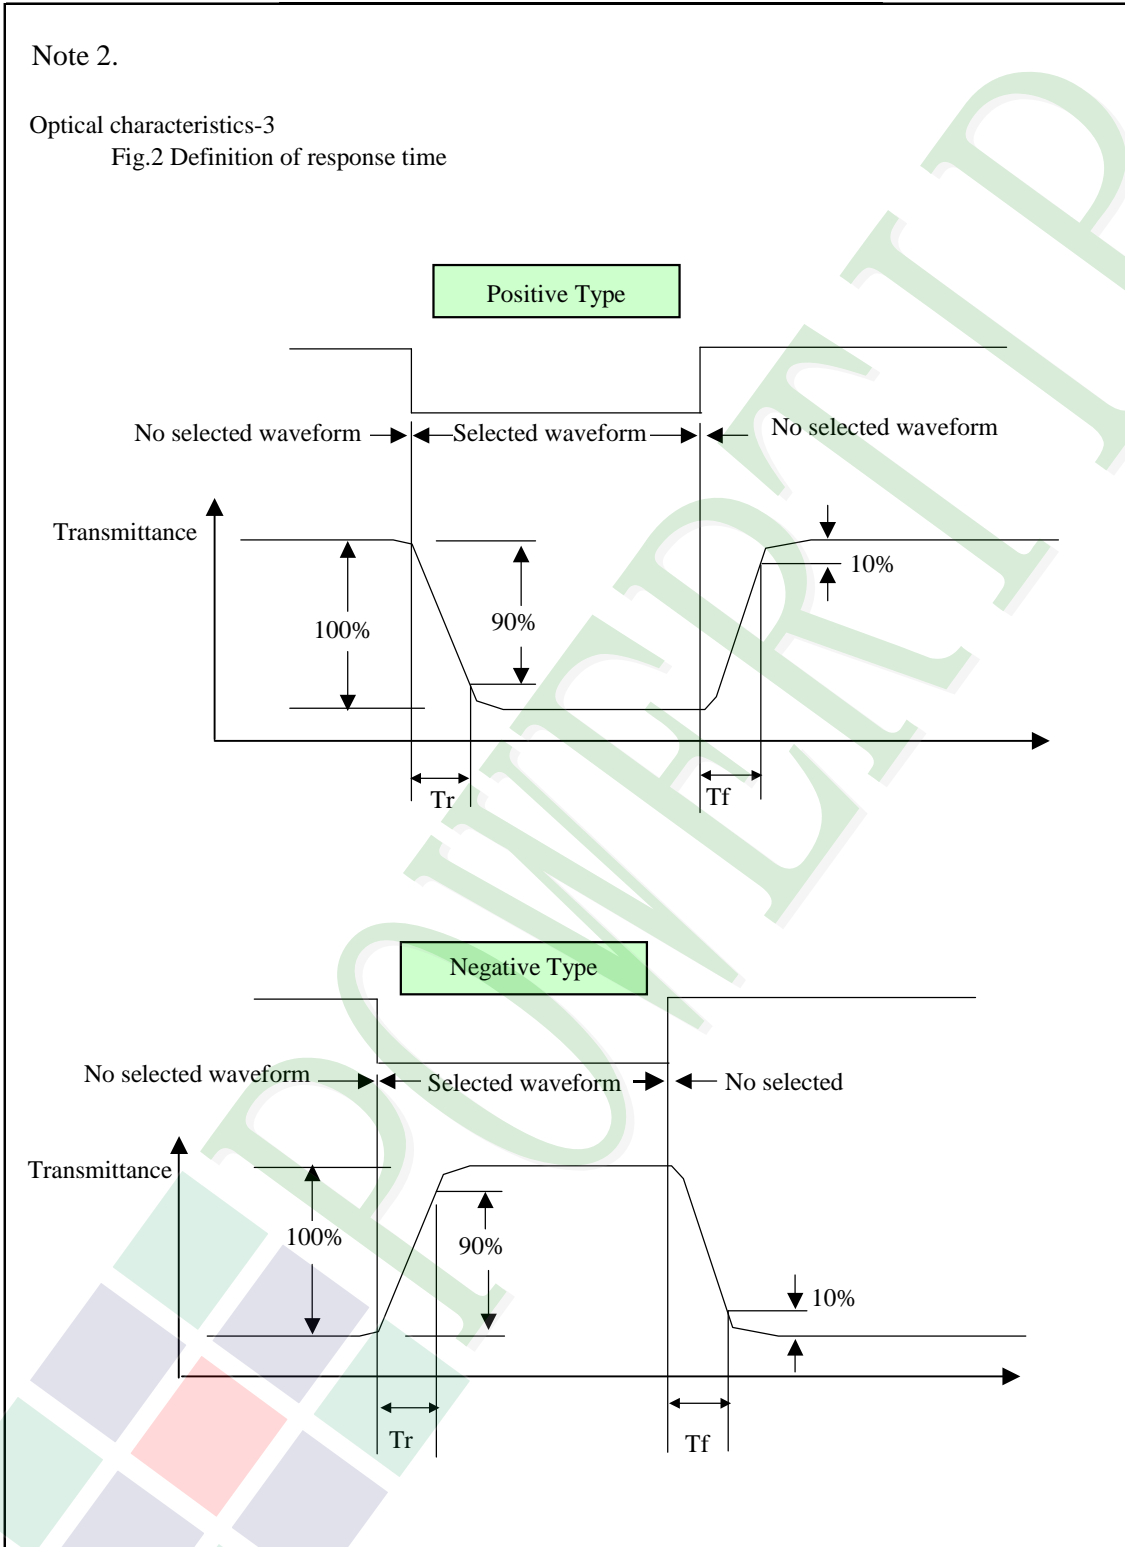 Note 2.
Optical characteristics-3
Fig.2 Definition of response time
Positive Type
No selected waveform
Selected waveform
No selected waveform
Transmittance
100%
90%
10%
Tr
Tf
Negative Type
No selected waveform
Selected waveform
No selected
Transmittance
100%
90%
10%
Tr
Tf
POWERTIP